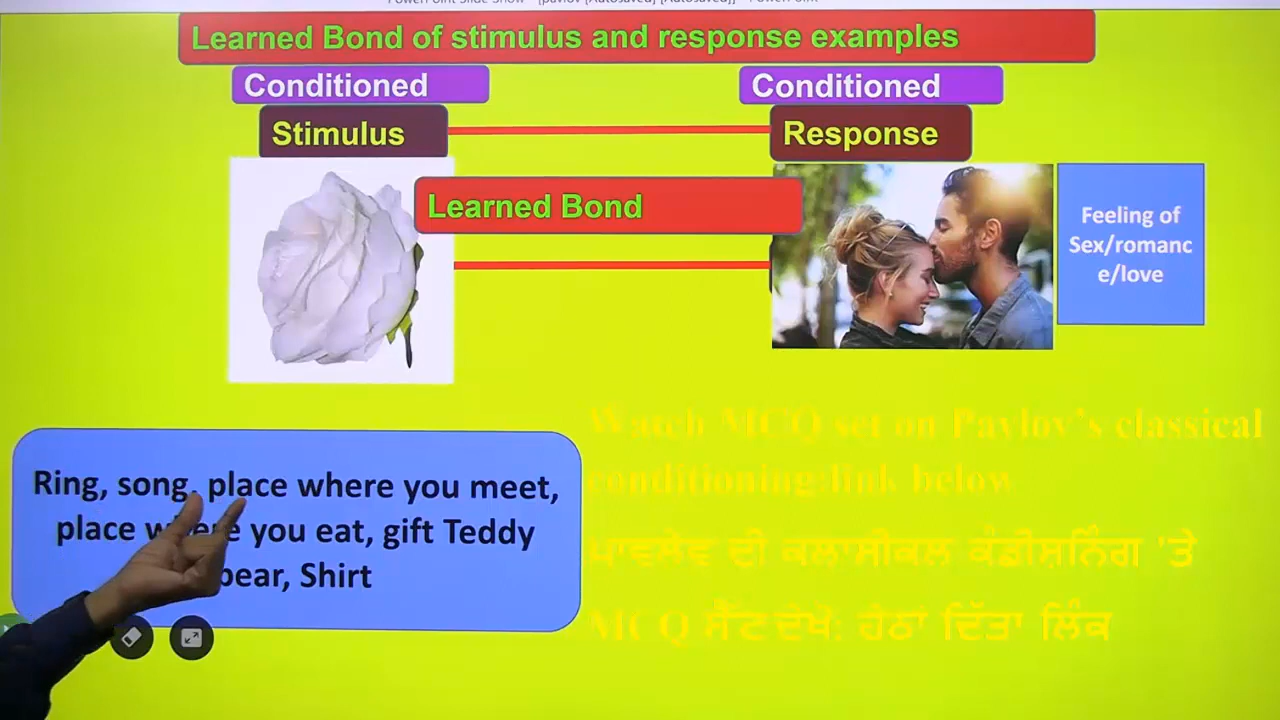 Learned Bond of stimulus and response examples
Conditioned
Conditioned
Stimulus
Response
Learned Bond
Feeling of
Sex/romanc
e/love
Ring, song, place where you meet,
place where you eat, gift Teddy
bear, Shirt
Watch MCQ set on Pavlov's classical
conditioning:link below
ਪਾਵਲੋਵ ਦੀ ਕਲਾਸੀਕਲ ਕੰਡੀਸ਼ਨਿੰਗ 'ਤੇ
MCQ ਸੈੱਟ ਦੇਖੋ: ਹੇਠਾਂ ਦਿੱਤਾ ਲਿੰਕ